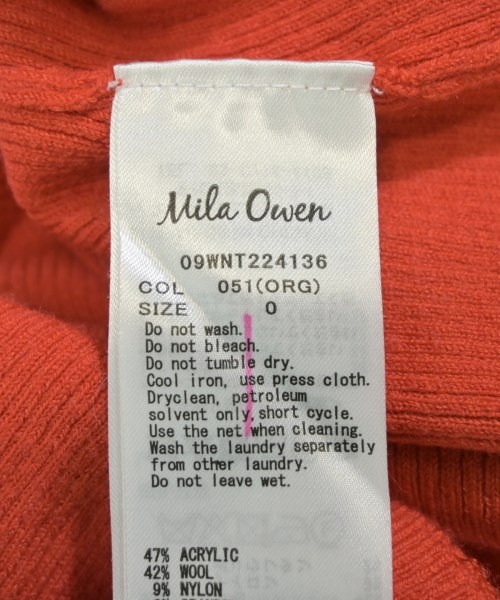 Mila Owen
09WNT224136
COL 051(ORG)
SIZE 0
Do not wash.
Do not bleach.
Do not tumble dry.
Cool iron, use press cloth.
Dryclean, petroleum
solvent only, short cycle.
Use the net when cleaning.
Wash the laundry separately
from other laundry.
Do not leave wet.
47% ACRYLIC
42% WOOL
9% NYLON